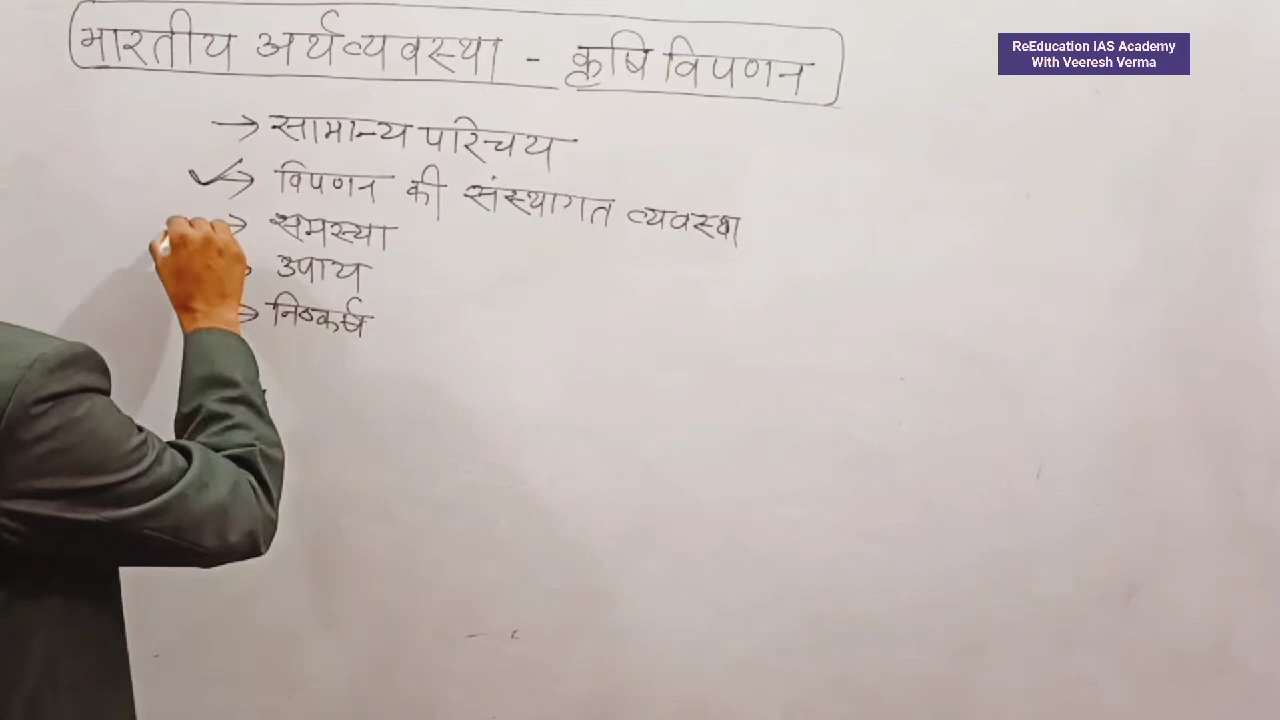 भारतीय अर्थव्यवस्था - कृषि विपणन
ReEducation IAS Academy
With Veeresh Verma
→ सामान्य परिचय
→ विपणन की संस्थागत व्यवस्था
→ समस्या
→ उपाय
→ निष्कर्ष